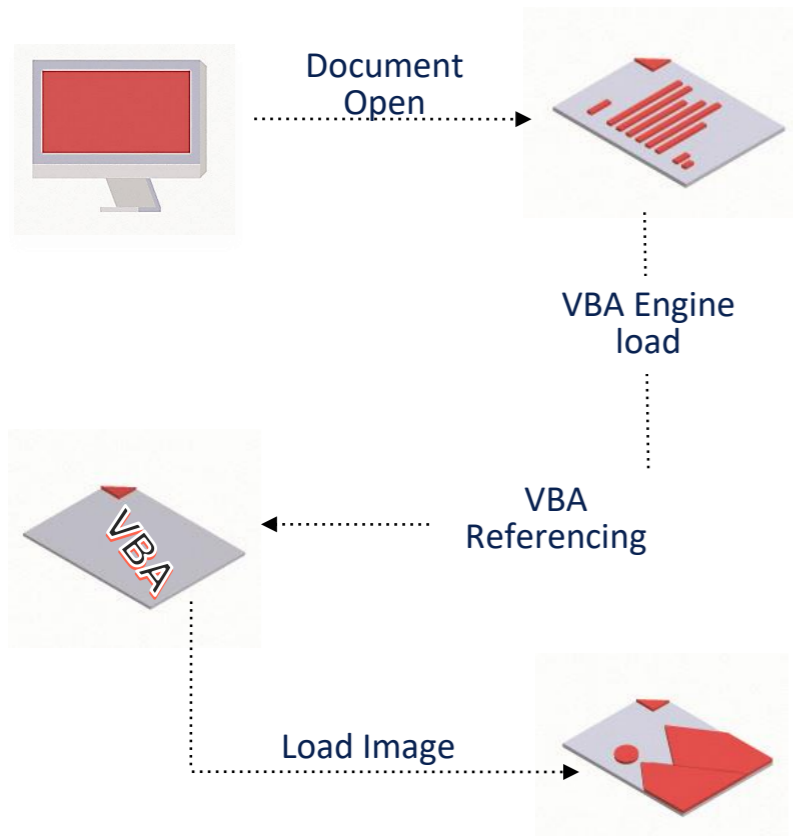 Document
Open
VBA Engine
load
VBA
Referencing
VBA
Load Image